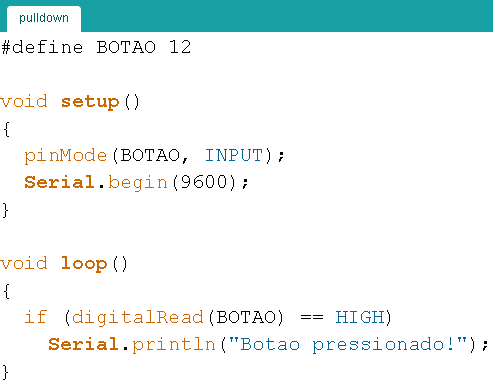 pulldown
#define BOTAO 12
void setup()
{
pinMode(BOTAO, INPUT);
Serial.begin(9600);
}
void loop()
{
if (digitalRead(BOTAO) == HIGH)
Serial.println("Botao pressionado!");
}